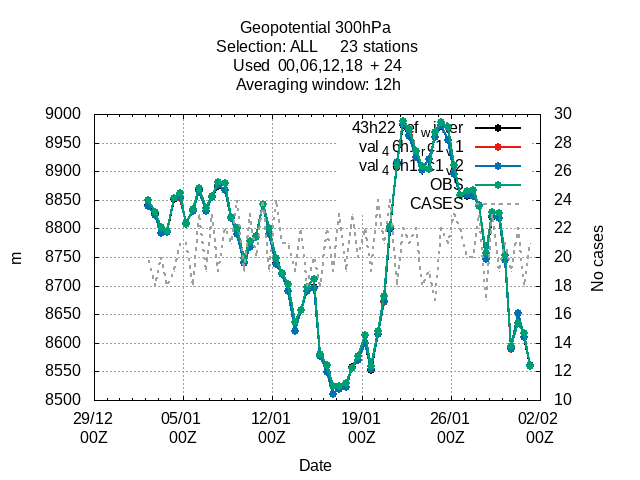 Geopotential 300hPa
Selection: ALL 23 stations
Used 00,06,12,18 + 24
Averaging window: 12h
9000
8950
8900
8850
8800
8750
8700
8650
8600
8550
8500
30
28
26
24
22
20
18
16
14
12
10
m
No cases
OBS
CASES
29/12 05/01 12/01 19/01 26/01 02/02
00Z 00Z 00Z 00Z 00Z 00Z
Date